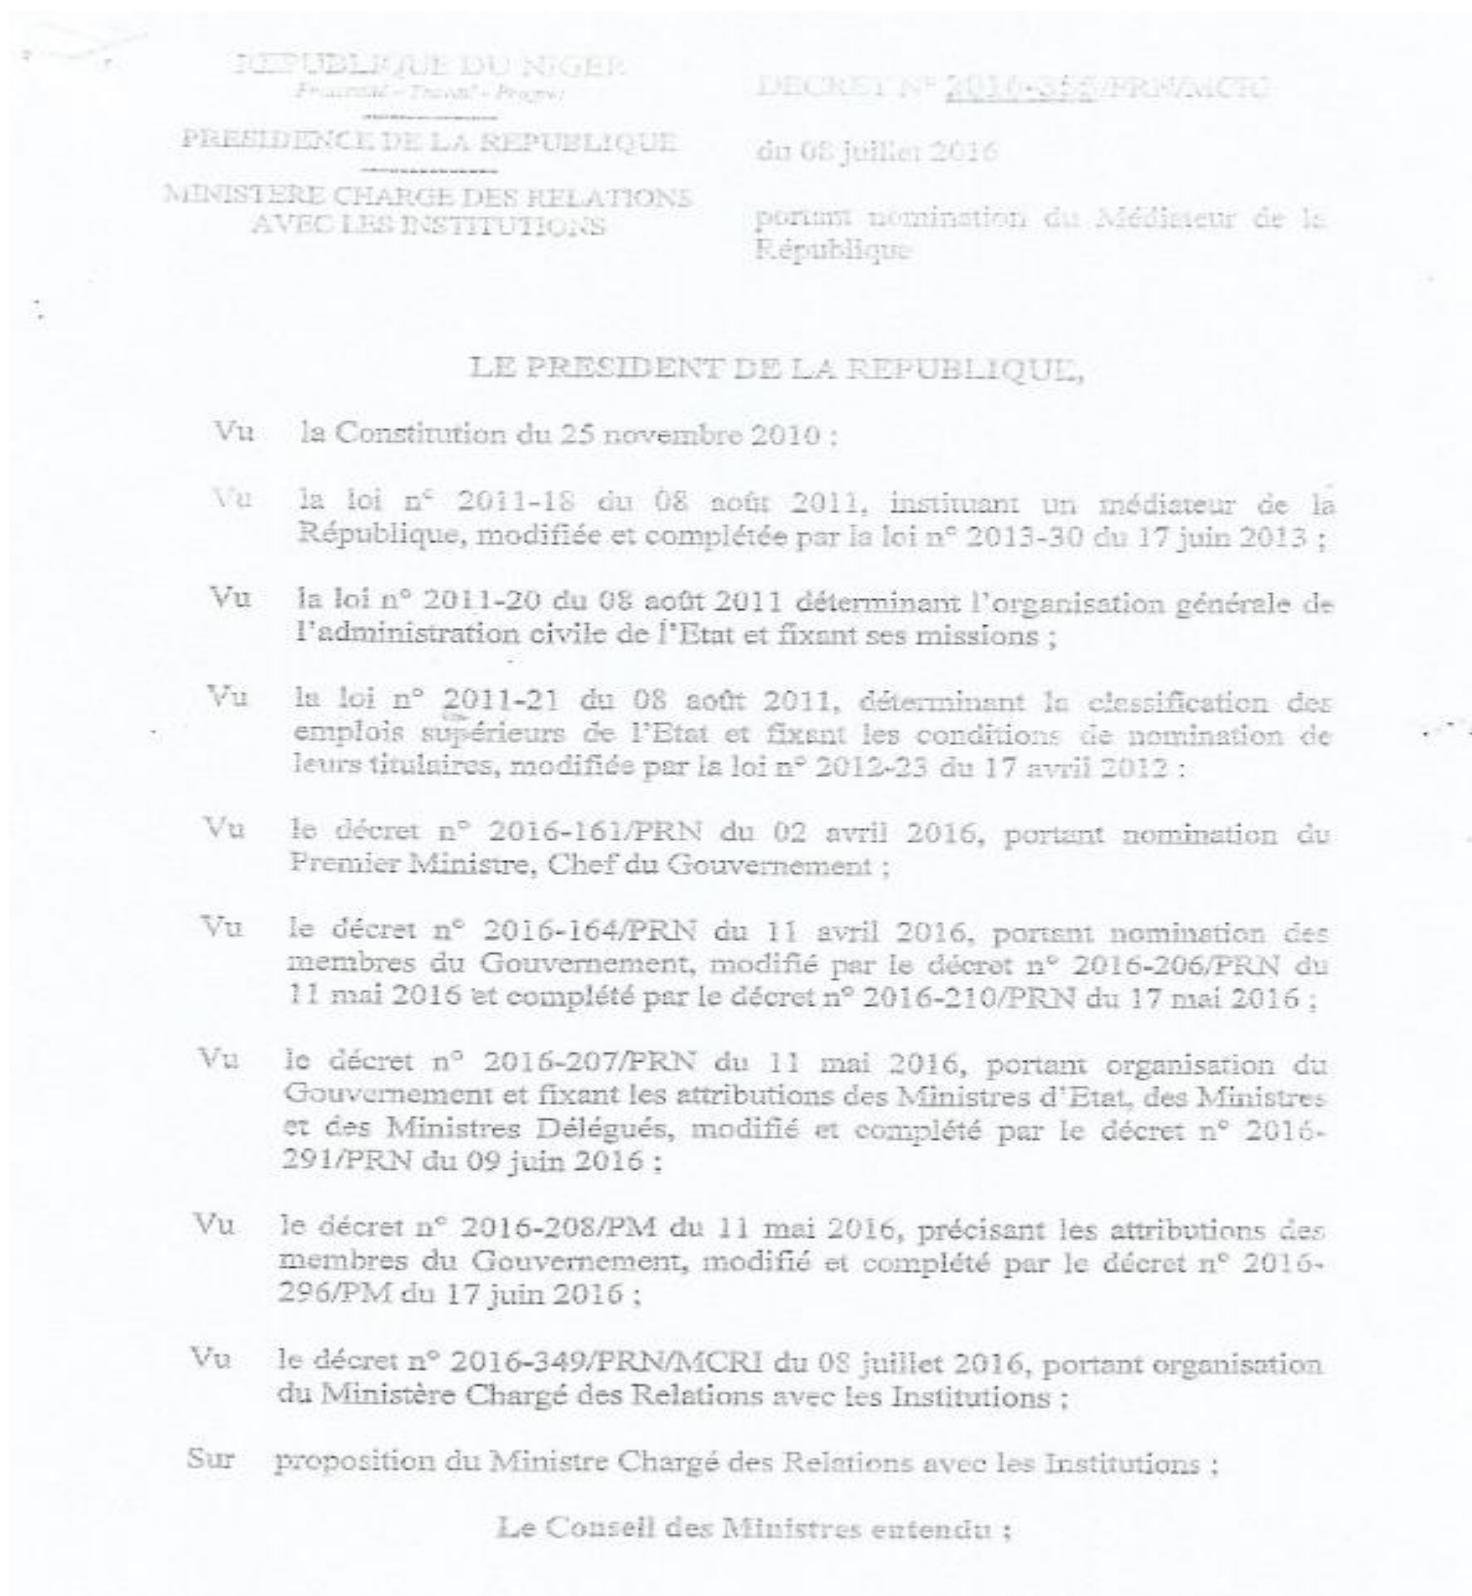 REPUBLIQUE DU NIGER
Fraternité - Travail - Progrès
PRESIDENCE DE LA REPUBLIQUE
MINISTERE CHARGE DES RELATIONS
AVEC LES INSTITUTIONS
DECRET N° /PRN/MCRI
du 08 juillet 2016
portant nomination du Médiateur de la
République
LE PRESIDENT DE LA REPUBLIQUE,
Vu la Constitution du 25 novembre 2010 ;
Vu la loi n° 2011-18 du 08 août 2011, instituant un médiateur de la
République, modifiée et complétée par la loi n° 2013-30 du 17 juin 2013 ;
Vu la loi n° 2011-20 du 08 août 2011 déterminant l'organisation générale de
l'administration civile de l'Etat et fixant ses missions ;
Vu la loi n° 2011-21 du 08 août 2011, déterminant la classification des
emplois supérieurs de l'Etat et fixant les conditions de nomination de
leurs titulaires, modifiée par la loi n° 2012-23 du 17 avril 2012 ;
Vu le décret n° 2016-161/PRN du 02 avril 2016, portant nomination du
Premier Ministre, Chef du Gouvernement ;
Vu le décret n° 2016-164/PRN du 11 avril 2016, portant nomination des
membres du Gouvernement, modifié par le décret n° 2016-206/PRN du
11 mai 2016 et complété par le décret n° 2016-210/PRN du 17 mai 2016 ;
Vu le décret n° 2016-207/PRN du 11 mai 2016, portant organisation du
Gouvernement et fixant les attributions des Ministres d'Etat, des Ministres
et des Ministres Délégués, modifié et complété par le décret n° 2016-
291/PRN du 09 juin 2016 ;
Vu le décret n° 2016-208/PM du 11 mai 2016, précisant les attributions des
membres du Gouvernement, modifié et complété par le décret n° 2016-
296/PM du 17 juin 2016 ;
Vu le décret n° 2016-349/PRN/MCRI du 08 juillet 2016, portant organisation
du Ministère Chargé des Relations avec les Institutions ;
Sur proposition du Ministre Chargé des Relations avec les Institutions ;
Le Conseil des Ministres entendu ;